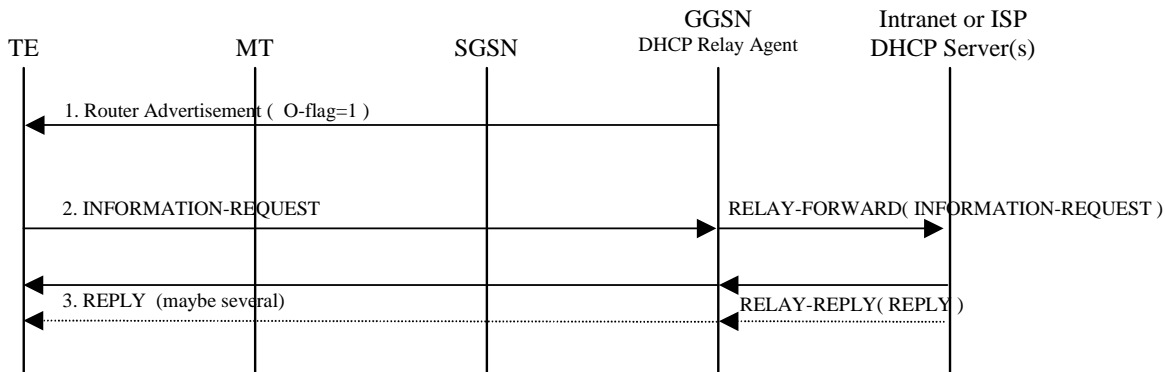 GGSN
Intranet or ISP
TE
MT
SGSN
DHCP Relay Agent
DHCP Server(s)
1. Router Advertisement ( O-flag=1 )
2. INFORMATION-REQUEST
RELAY-FORWARD( INFORMATION-REQUEST )
3. REPLY (maybe several)
RELAY-REPLY( REPLY )